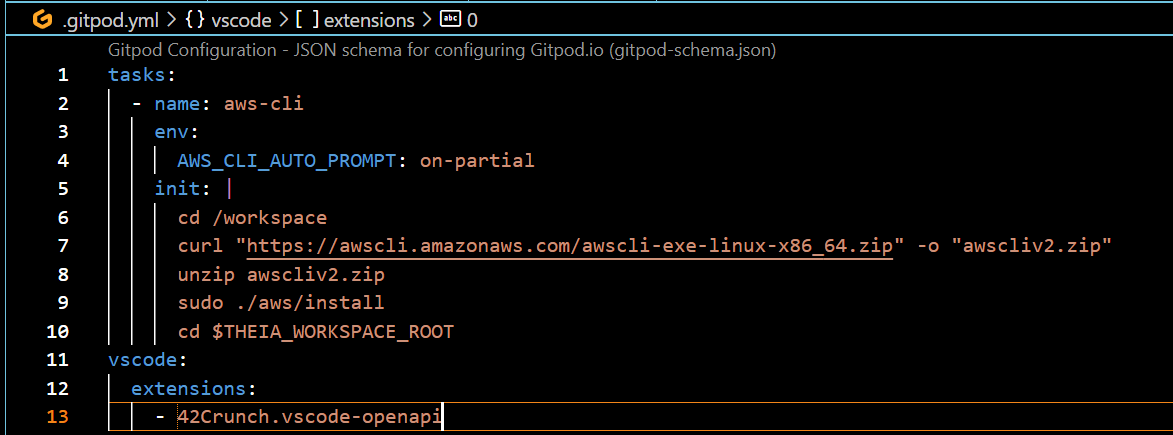 .gitpod.yml > {} vscode > [ ] extensions > abc 0
Gitpod Configuration - JSON schema for configuring Gitpod.io (gitpod-schema.json)
1 tasks:
2   - name: aws-cli
3     env:
4       AWS_CLI_AUTO_PROMPT: on-partial
5     init: |
6       cd /workspace
7       curl "https://awscli.amazonaws.com/awscli-exe-linux-x86_64.zip" -o "awscliv2.zip"
8       unzip awscliv2.zip
9       sudo ./aws/install
10       cd $THEIA_WORKSPACE_ROOT
11 vscode:
12   extensions:
13     - 42Crunch.vscode-openapi